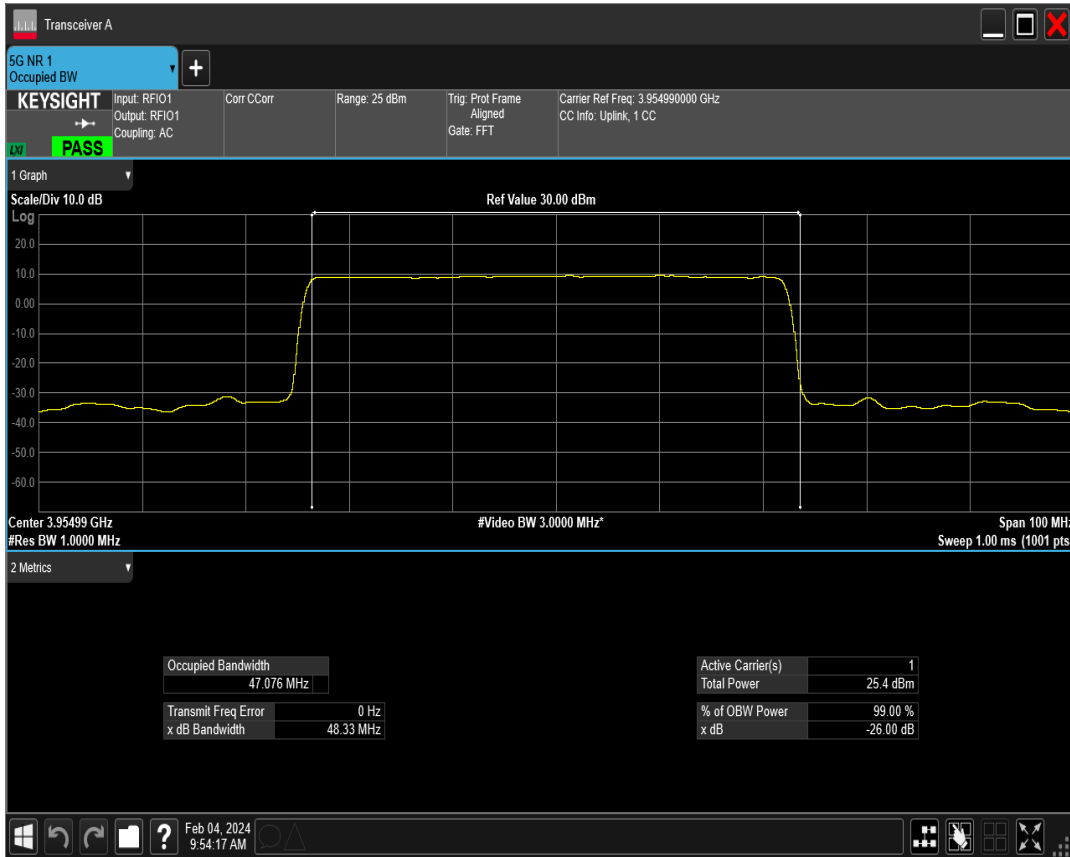 Transceiver A
5G NR 1
Occupied BW
KEYSIGHT
LXI
PASS
Input: RFIO1
Output: RFIO1
Coupling: AC
Corr CCorr
Range: 25 dBm
Trig: Prot Frame
Aligned
Gate: FFT
Carrier Ref Freq: 3.954990000 GHz
CC Info: Uplink, 1 CC
1 Graph
Scale/Div 10.0 dB
Ref Value 30.00 dBm
Log
20.0
10.0
0.00
-10.0
-20.0
-30.0
-40.0
-50.0
-60.0
Center 3.95499 GHz
#Video BW 3.0000 MHz*
Span 100 MHz
#Res BW 1.0000 MHz
Sweep 1.00 ms (1001 pts
2 Metrics
Occupied Bandwidth
47.076 MHz
Transmit Freq Error 0 Hz
x dB Bandwidth 48.33 MHz
Active Carrier(s) 1
Total Power 25.4 dBm
% of OBW Power 99.00 %
x dB -26.00 dB
?
Feb 04, 2024
9:54:17 AM